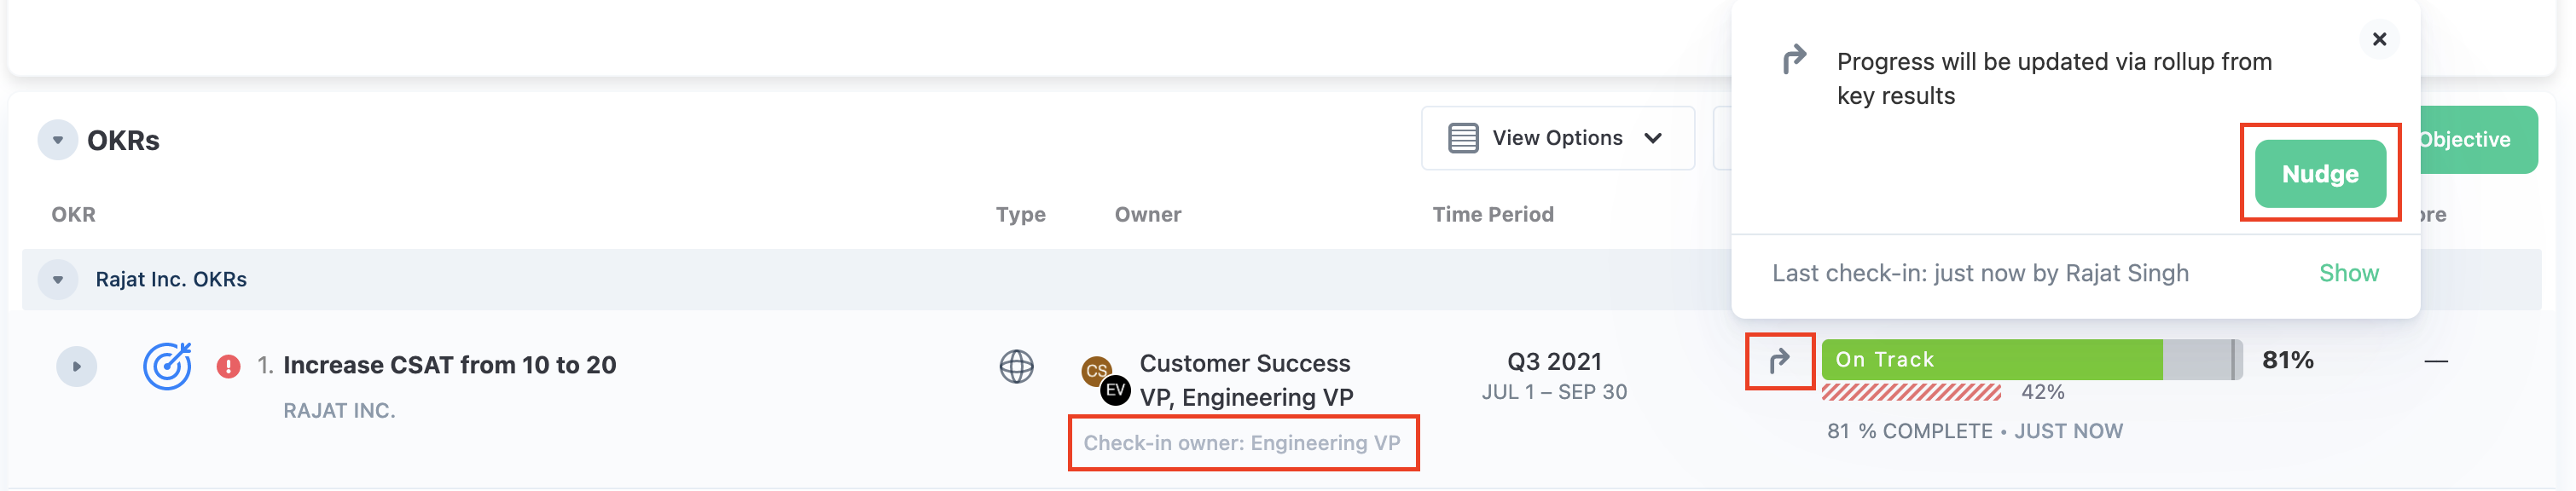 Progress will be updated via rollup from
key results
OKRs
View Options
Objective
Nudge
OKR
Type
Owner
Time Period
Rajat Inc. OKRs
Last check-in: just now by Rajat Singh
Show
1. Increase CSAT from 10 to 20
RAJAT INC.
CS
EV
Customer Success
VP, Engineering VP
Check-in owner: Engineering VP
Q3 2021
JUL 1 – SEP 30
On Track
81%
—
42%
81 % COMPLETE • JUST NOW